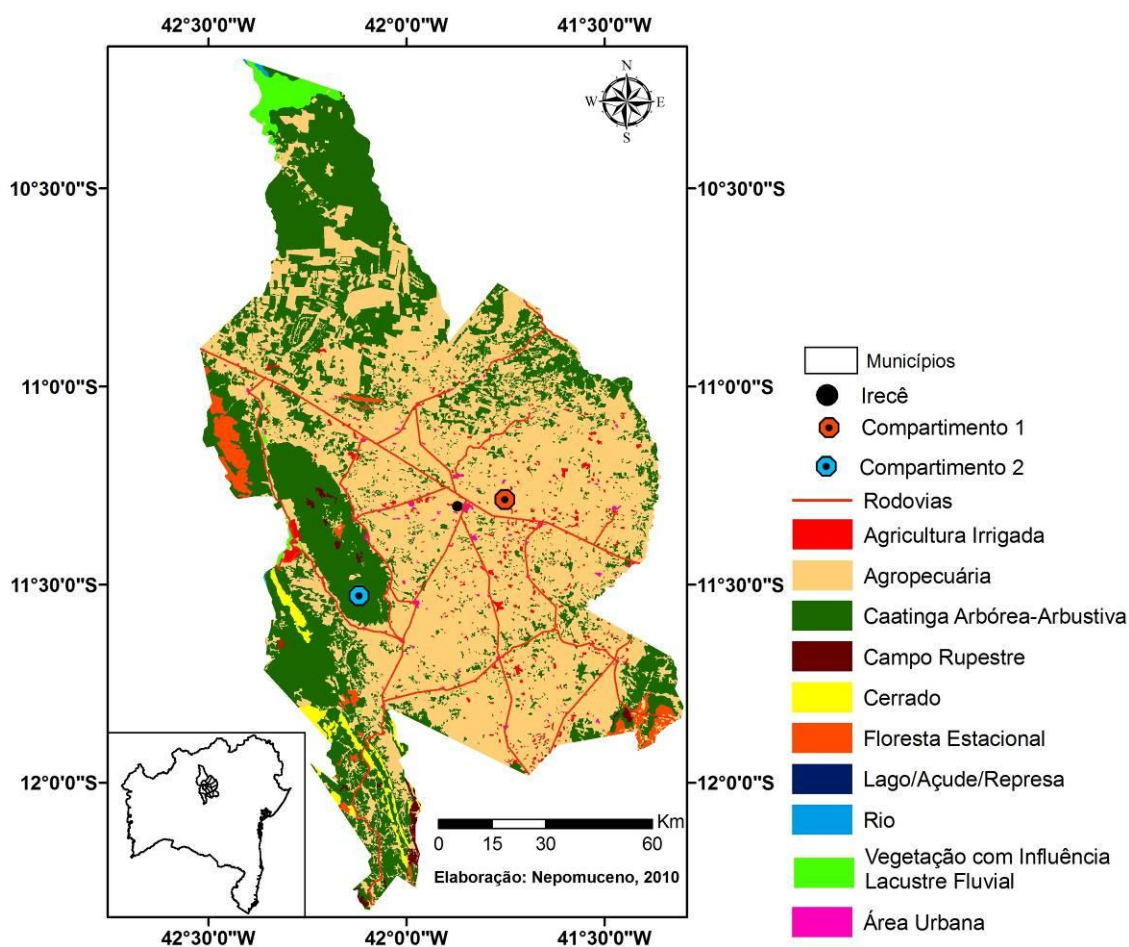 42°30'0"W 42°0'0"W 41°30'0"W
N
W E
S
10°30'0"S 10°30'0"S
11°0'0"S 11°0'0"S
11°30'0"S 11°30'0"S
12°0'0"S 12°0'0"S
Km
0 15 30 60
Elaboração: Nepomuceno, 2010
42°30'0"W 42°0'0"W 41°30'0"W
Municípios
Irecê
Compartimento 1
Compartimento 2
Rodovias
Agricultura Irrigada
Agropecuária
Caatinga Arbórea-Arbustiva
Campo Rupestre
Cerrado
Floresta Estacional
Lago/Açude/Represa
Rio
Vegetação com Influência
Lacustre Fluvial
Área Urbana